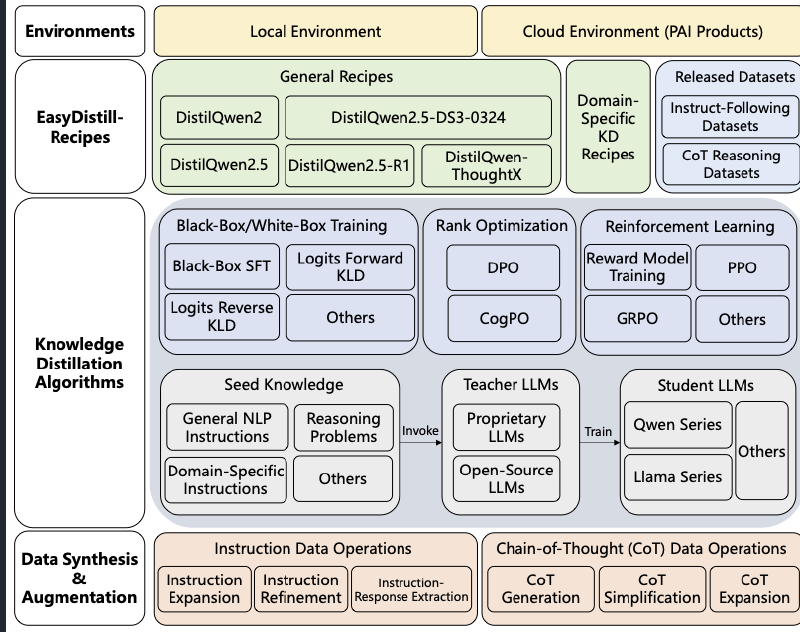 Environments
Local Environment
Cloud Environment (PAI Products)
EasyDistill-
Recipes
General Recipes
DistilQwen2
DistilQwen2.5-DS3-0324
DistilQwen2.5
DistilQwen2.5-R1
DistilQwen-
ThoughtX
Domain-
Specific
KD
Recipes
Released Datasets
Instruct-Following
Datasets
CoT Reasoning
Datasets
Knowledge
Distillation
Algorithms
Black-Box/White-Box Training
Black-Box SFT
Logits Forward
KLD
Logits Reverse
KLD
Others
Rank Optimization
DPO
CogPO
Reinforcement Learning
Reward Model
Training
PPO
GRPO
Others
Seed Knowledge
General NLP
Instructions
Reasoning
Problems
Domain-Specific
Instructions
Others
Invoke
Teacher LLMs
Proprietary
LLMs
Open-Source
LLMs
Train
Student LLMs
Qwen Series
Llama Series
Others
Data Synthesis
&
Augmentation
Instruction Data Operations
Instruction
Expansion
Instruction
Refinement
Instruction-
Response Extraction
Chain-of-Thought (CoT) Data Operations
CoT
Generation
CoT
Simplification
CoT
Expansion